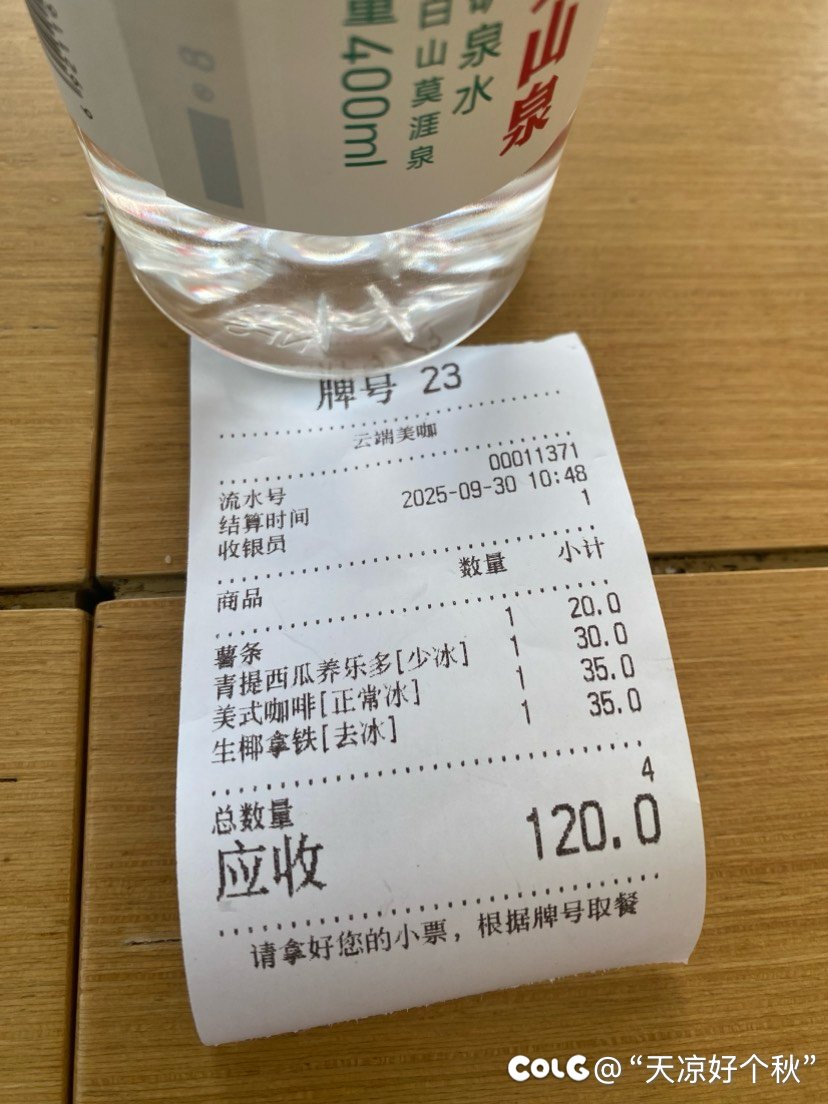 山泉
泉水
白山莫涯泉
量400ml
牌号 23
云端美咖
流水号 00011371
结算时间 2025-09-30 10:48
收银员 1
商品 数量 小计
薯条 1 20.0
青提西瓜养乐多[少冰] 1 30.0
美式咖啡[正常冰] 1 35.0
生椰拿铁[去冰] 1 35.0
总数量 4
应收 120.0
请拿好您的小票，根据牌号取餐
COLG@“天凉好个秋”